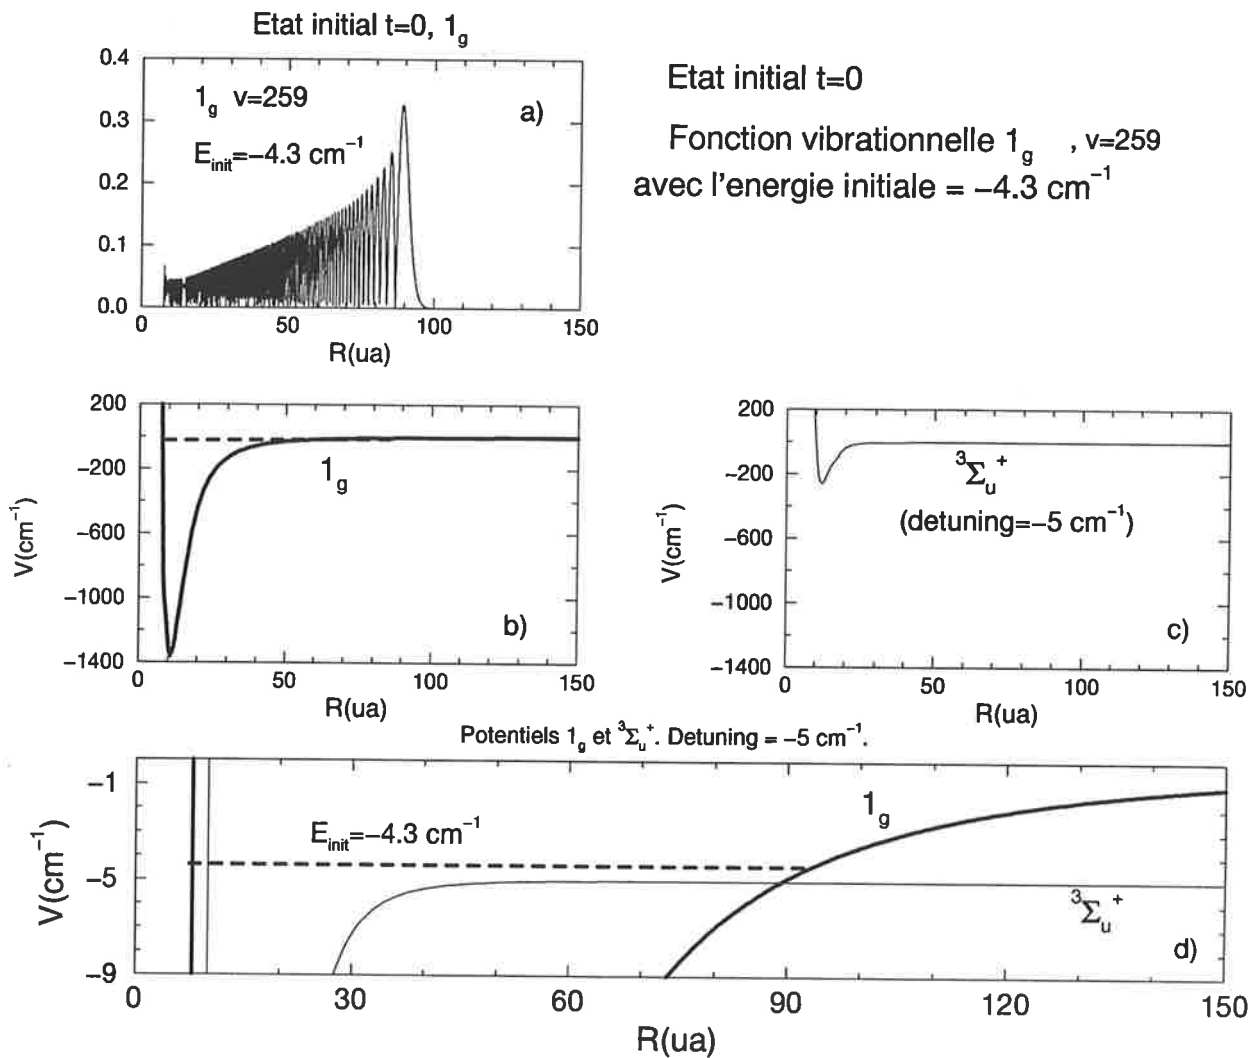 Etat initial t=0, 1g
0.4
0.3
0.2
0.1
0.0
1g v=259
Einit=−4.3 cm−1
a)
0 50 100 150
R(ua)
Etat initial t=0
Fonction vibrationnelle 1g , v=259
avec l'energie initiale = −4.3 cm−1
200
−200
−600
−1000
−1400
V(cm−1)
1g
b)
0 50 100 150
R(ua)
200
−200
−600
−1000
−1400
V(cm−1)
3Σu+
(detuning=−5 cm−1)
c)
0 50 100 150
R(ua)
Potentiels 1g et 3Σu+. Detuning = −5 cm−1.
−1
−5
−9
V(cm−1)
Einit=−4.3 cm−1
1g
3Σu+
d)
0 30 60 90 120 150
R(ua)